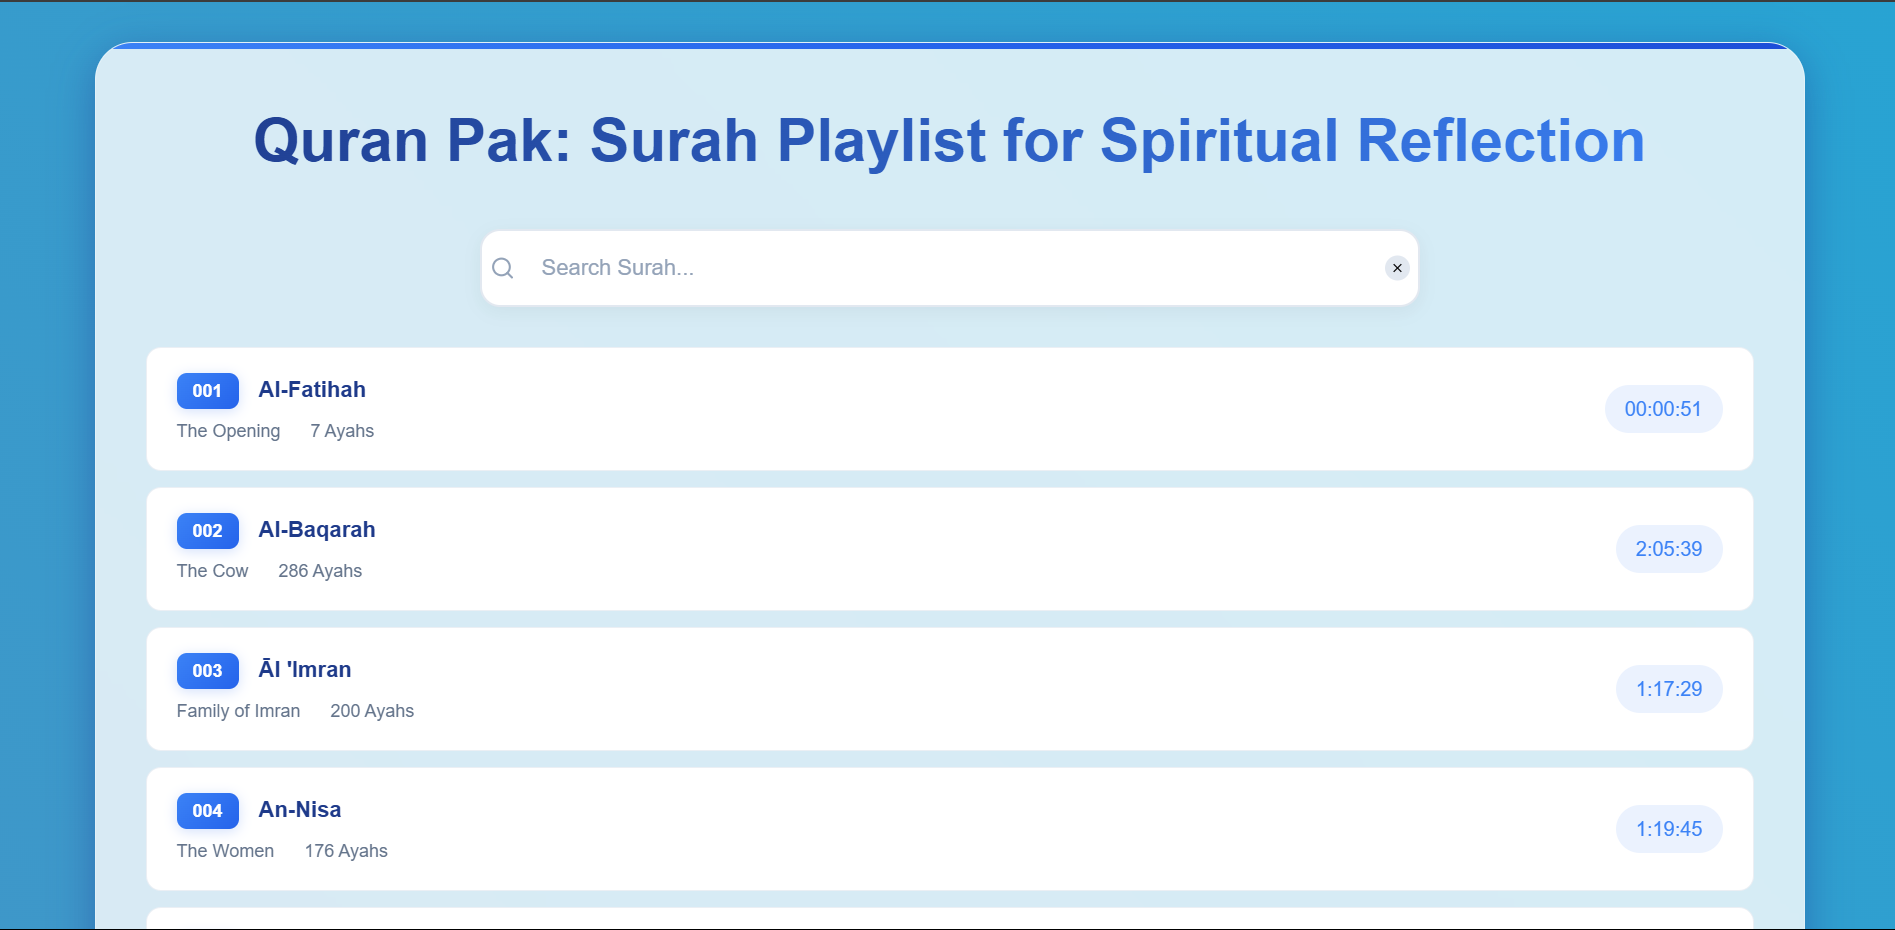 Quran Pak: Surah Playlist for Spiritual Reflection
Search Surah...
001 Al-Fatihah
The Opening 7 Ayahs
00:00:51
002 Al-Baqarah
The Cow 286 Ayahs
2:05:39
003 Āl 'Imran
Family of Imran 200 Ayahs
1:17:29
004 An-Nisa
The Women 176 Ayahs
1:19:45